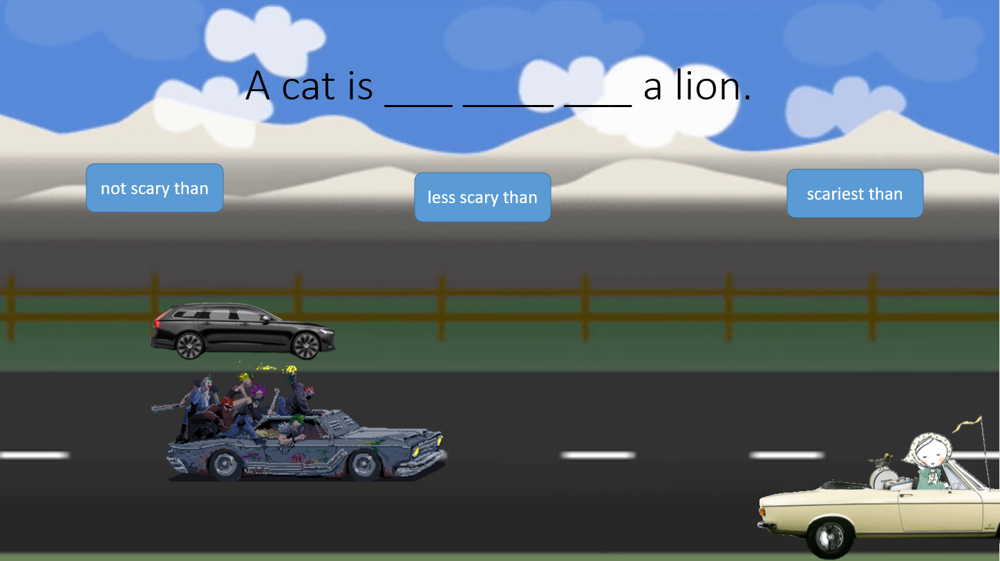 A cat is ___ ____ ___ a lion.
not scary than
less scary than
scariest than